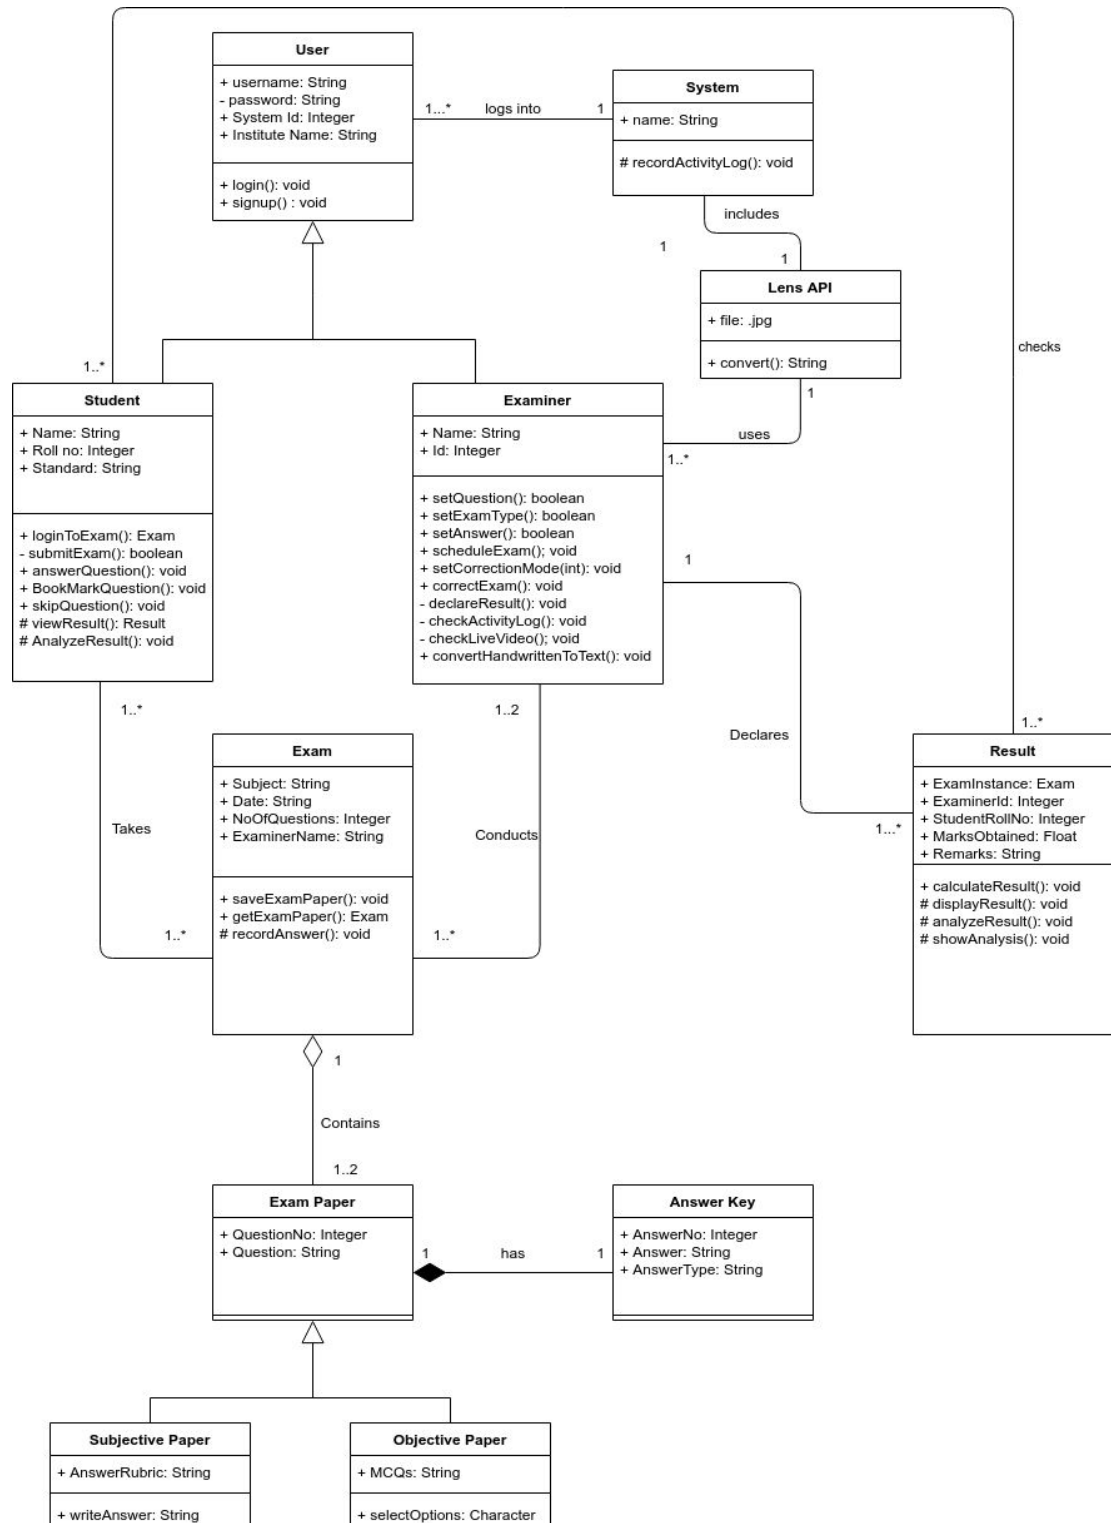 User
+ username: String
- password: String
+ System Id: Integer
+ Institute Name: String
+ login(): void
+ signup() : void
1...*
logs into
1
System
+ name: String
# recordActivityLog(): void
includes
1
1
Lens API
+ file: .jpg
+ convert(): String
1
uses
1..*
checks
1..*
Student
+ Name: String
+ Roll no: Integer
+ Standard: String
+ loginToExam(): Exam
- submitExam(): boolean
+ answerQuestion(): void
+ BookMarkQuestion(): void
+ skipQuestion(): void
# viewResult(): Result
# AnalyzeResult(): void
Examiner
+ Name: String
+ Id: Integer
+ setQuestion(): boolean
+ setExamType(): boolean
+ setAnswer(): boolean
+ scheduleExam(); void
+ setCorrectionMode(int): void
+ correctExam(): void
- declareResult(): void
- checkActivityLog(): void
- checkLiveVideo(); void
+ convertHandwrittenToText(): void
1
Declares
1...*
1..*
Result
+ ExamInstance: Exam
+ ExaminerId: Integer
+ StudentRollNo: Integer
+ MarksObtained: Float
+ Remarks: String
+ calculateResult(): void
# displayResult(): void
# analyzeResult(): void
# showAnalysis(): void
1..*
Takes
1..*
1..2
Conducts
1..*
Exam
+ Subject: String
+ Date: String
+ NoOfQuestions: Integer
+ ExaminerName: String
+ saveExamPaper(): void
+ getExamPaper(): Exam
# recordAnswer(): void
1
Contains
1..2
Exam Paper
+ QuestionNo: Integer
+ Question: String
1
has
1
Answer Key
+ AnswerNo: Integer
+ Answer: String
+ AnswerType: String
Subjective Paper
+ AnswerRubric: String
+ writeAnswer: String
Objective Paper
+ MCQs: String
+ selectOptions: Character